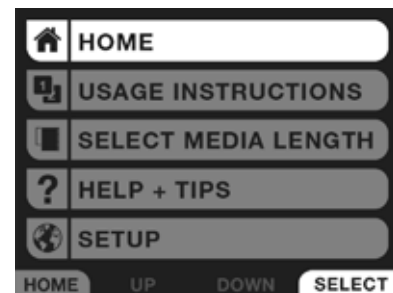 HOME
USAGE INSTRUCTIONS
SELECT MEDIA LENGTH
? HELP + TIPS
SETUP
HOME UP DOWN SELECT